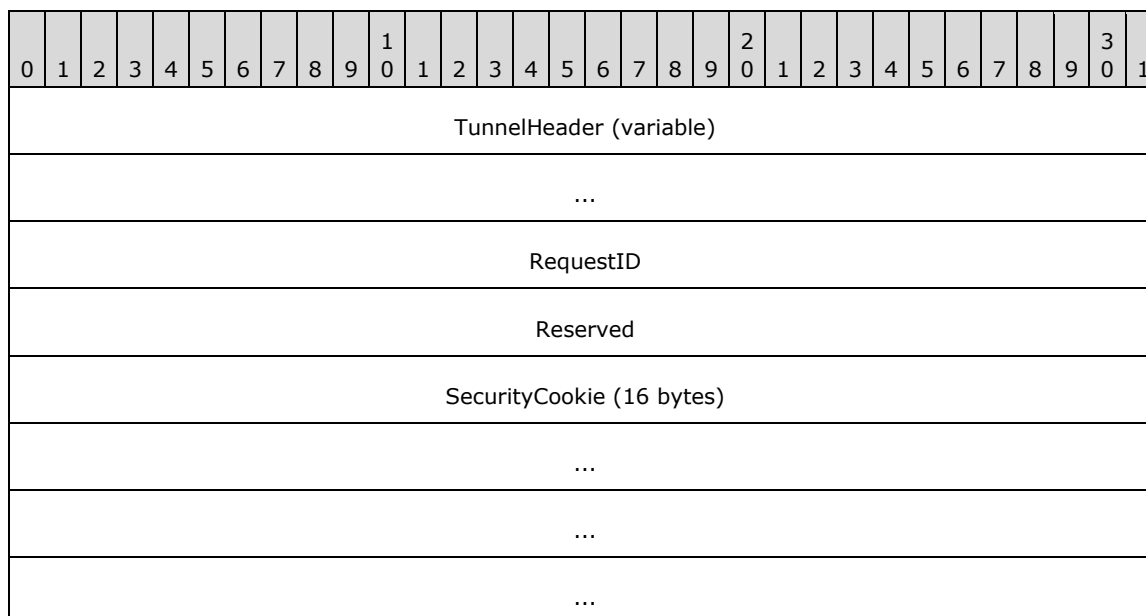 1 2 3
0 1 2 3 4 5 6 7 8 9 0 1 2 3 4 5 6 7 8 9 0 1 2 3 4 5 6 7 8 9 0 1
TunnelHeader (variable)
...
RequestID
Reserved
SecurityCookie (16 bytes)
...
...
...